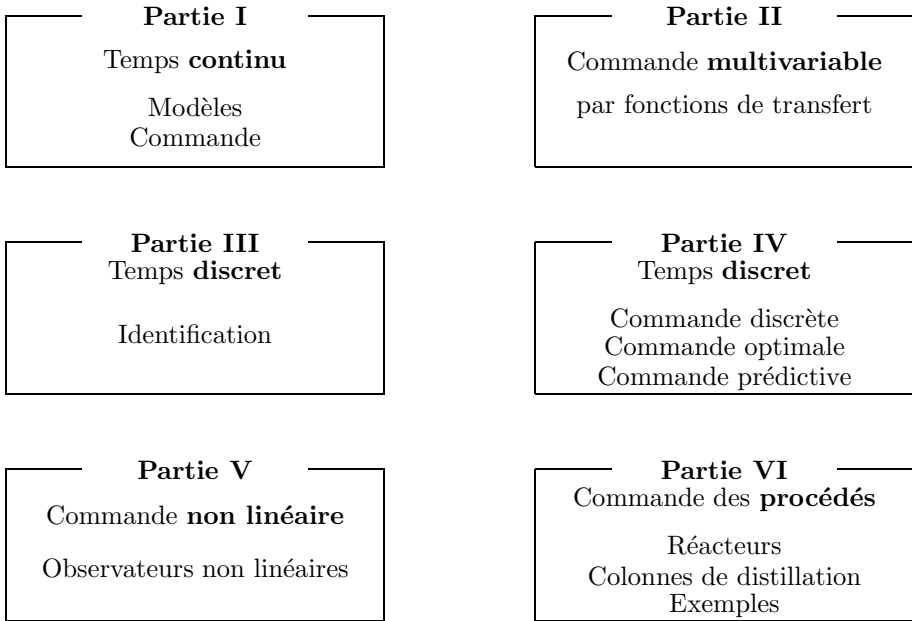 Partie I
Temps continu
Modèles
Commande
Partie II
Commande multivariable
par fonctions de transfert
Partie III
Temps discret
Identification
Partie IV
Temps discret
Commande discrète
Commande optimale
Commande prédictive
Partie V
Commande non linéaire
Observateurs non linéaires
Partie VI
Commande des procédés
Réacteurs
Colonnes de distillation
Exemples